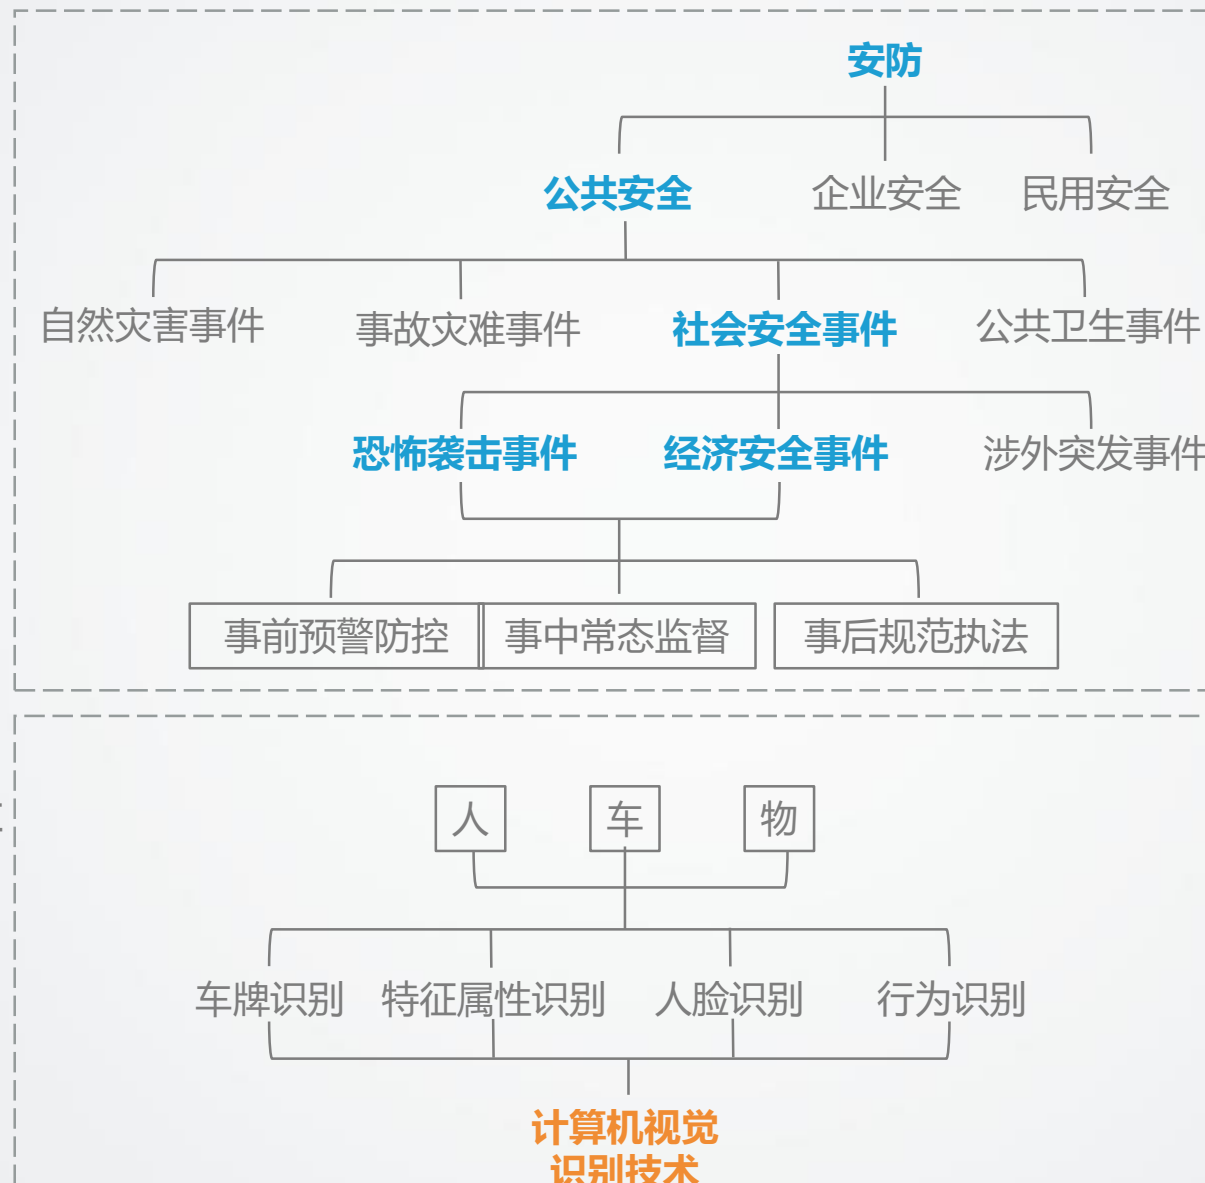 安防
公共安全 企业安全 民用安全
自然灾害事件 事故灾难事件 社会安全事件 公共卫生事件
恐怖袭击事件 经济安全事件 涉外突发事件
事前预警防控 事中常态监督 事后规范执法
人 车 物
车牌识别 特征属性识别 人脸识别 行为识别
计算机视觉
识别技术